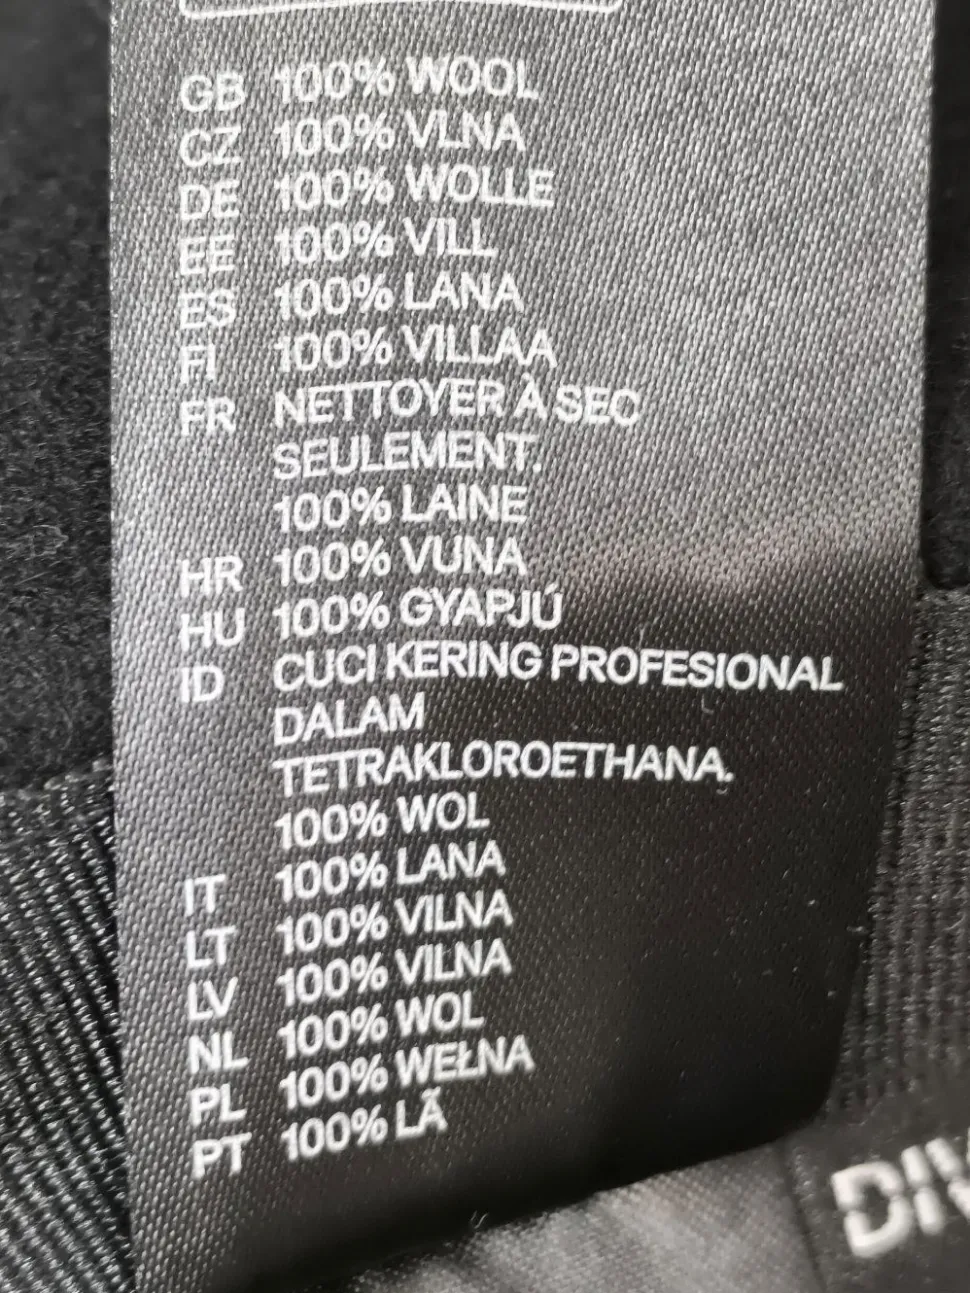 GB 100% WOOL
CZ 100% VLNA
DE 100% WOLLE
EE 100% VILL
ES 100% LANA
FI 100% VILLAA
FR NETTOYER À SEC
SEULEMENT.
100% LAINE
HR 100% VUNA
HU 100% GYAPJÚ
ID CUCI KERING PROFESIONAL
DALAM
TETRAKLOROETHANA.
100% WOL
IT 100% LANA
LT 100% VILNA
LV 100% VILNA
NL 100% WOL
PL 100% WEŁNA
PT 100% LÃ